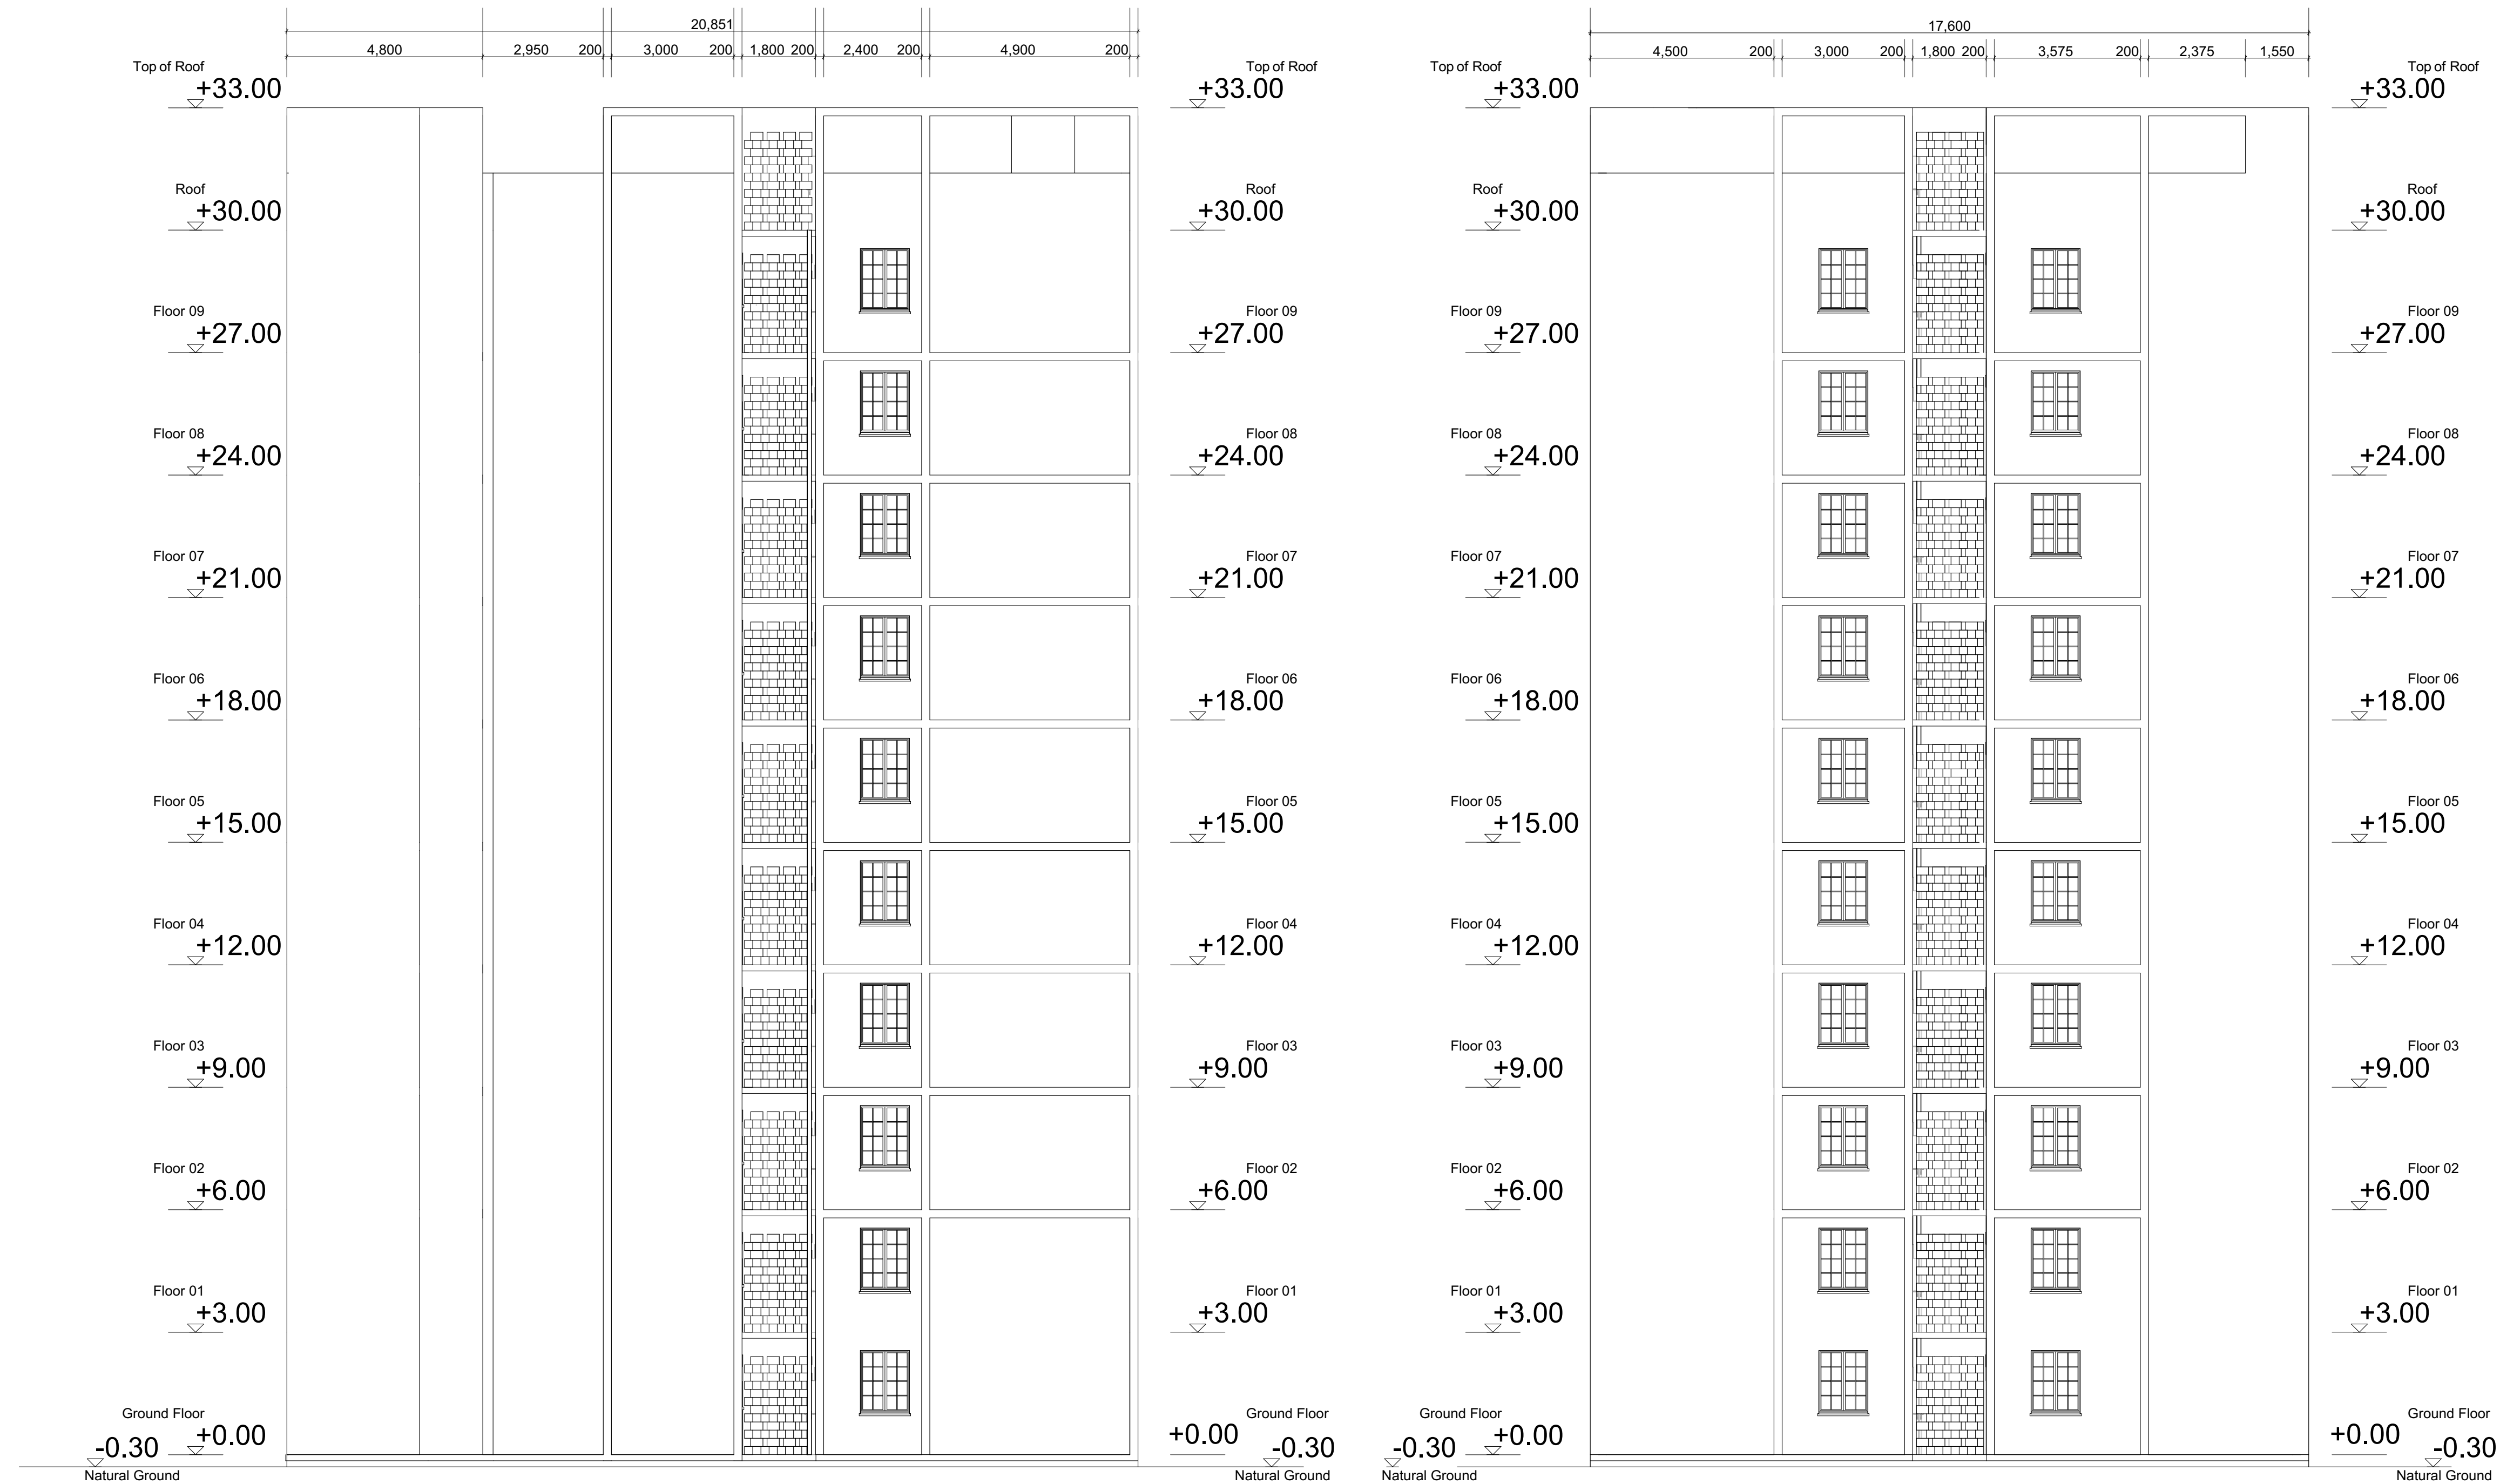 20,851
4,800 2,950 200 3,000 200 1,800 200 2,400 200 4,900 200
17,600
4,500 200 3,000 200 1,800 200 3,575 200 2,375 1,550
Top of Roof Top of Roof Top of Roof Top of Roof
+33.00 +33.00 +33.00 +33.00
Roof Roof Roof Roof
+30.00 +30.00 +30.00 +30.00
Floor 09 Floor 09 Floor 09 Floor 09
+27.00 +27.00 +27.00 +27.00
Floor 08 Floor 08 Floor 08 Floor 08
+24.00 +24.00 +24.00 +24.00
Floor 07 Floor 07 Floor 07 Floor 07
+21.00 +21.00 +21.00 +21.00
Floor 06 Floor 06 Floor 06 Floor 06
+18.00 +18.00 +18.00 +18.00
Floor 05 Floor 05 Floor 05 Floor 05
+15.00 +15.00 +15.00 +15.00
Floor 04 Floor 04 Floor 04 Floor 04
+12.00 +12.00 +12.00 +12.00
Floor 03 Floor 03 Floor 03 Floor 03
+9.00 +9.00 +9.00 +9.00
Floor 02 Floor 02 Floor 02 Floor 02
+6.00 +6.00 +6.00 +6.00
Floor 01 Floor 01 Floor 01 Floor 01
+3.00 +3.00 +3.00 +3.00
Ground Floor Ground Floor Ground Floor Ground Floor
+0.00 +0.00 +0.00 +0.00
-0.30 -0.30 -0.30 -0.30
Natural Ground Natural Ground Natural Ground Natural Ground